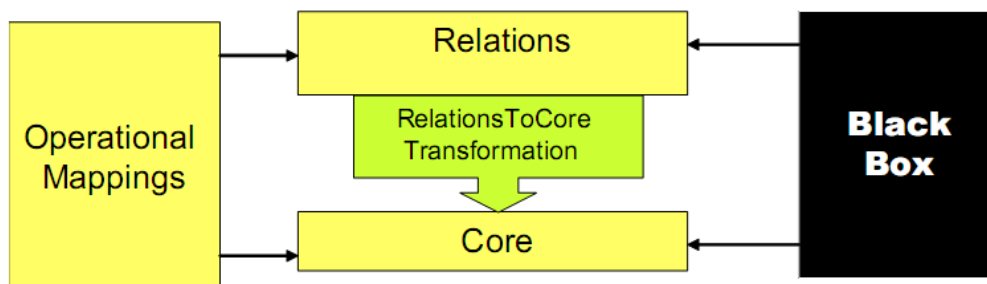 Relations
RelationsToCore
Transformation
Operational
Mappings
Black
Box
Core